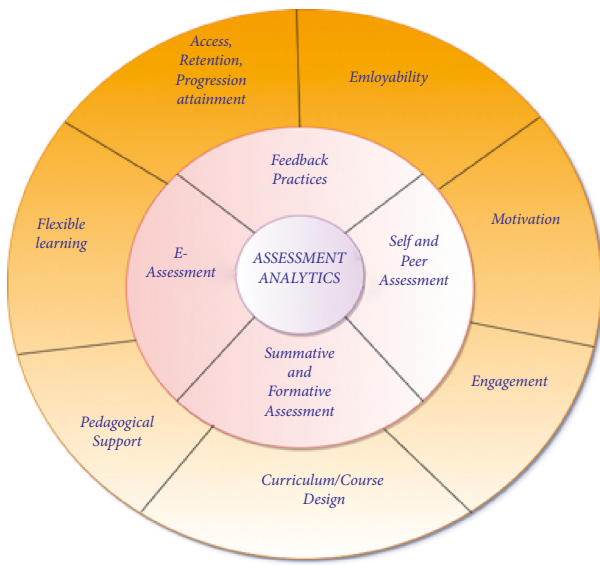 Access,
Retention,
Progression
attainment
Emloyability
Feedback
Practices
Flexible
learning
E-
Assessment
ASSESSMENT
ANALYTICS
Self and
Peer
Assessment
Motivation
Summative
and
Formative
Assessment
Engagement
Pedagogical
Support
Curriculum/Course
Design